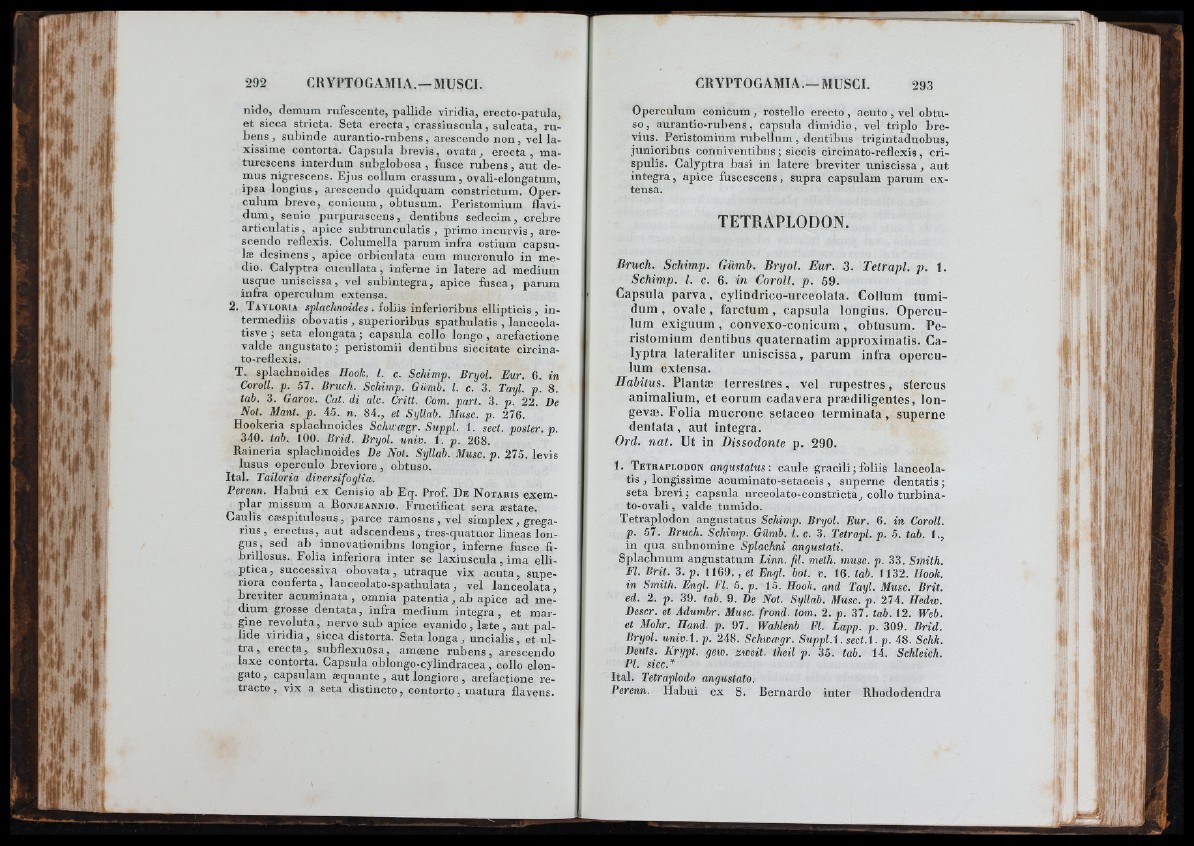 292 CRYPTOGAMIA.—MUSCI.
nido, demum rufescente, pallide viridia, erecto-patula,
et sicca stricta. Seta erecta, crassiuscula, sulcata, ru-
bens, subinde aurantio-rubens, arescendo non, vel la-
xissime contorta. Capsula brevis, ovata, erecta, ma-
turescens interdum subglobosa, fusce rubens, aut de-
mus nigrescens. Ejus collum crassum, ovali-elongatum,
ipsa longius, arescendo quidquam constrictum. Oper-
culum breve, conicum, obtusum. Peristomium flavi-
dum, senio purpurascens, dentibus sedecim, crebre
articulatis, apice subtrunculatis, primo incurvis, are-
scendo reflexis. Columella parum infra ostium capsu-
læ desinens, apice orbiculata cum mucronulo in me-
dio. Calyptra cucullata, inferne in latere ad medium
usque uniscissa, vel subintegra, apice fusca, parum
infra operculum extensa.
2. TAYLORIA splachnoides: foliis inferioribus ellipticis, in-
termediis obovatis, superioribus spathulatis, lanceola-
tisve; seta elongata; capsula collo longo, arefactione
valde angustato; peristomii dentibus siccitate circina-
to-reflexis.
T. splachnoides Hook. l. c. Schimp. Bryol. Eur. 6. in
Coroll. p. 57. Bruch. Schimp. Gümb. l. c. 3. Tayl. p. 8.
tab. 3. Garov. Cat. di alc. Critt. Com. part. 3. p. 22. De
Not. Mant. p. 45. n. 84., et Syllab. Musc. p. 276.
Hookeria splachnoides Schwægr. Suppl. 1. sect. poster. p.
340. tab. 100. Brid. Bryol. univ. 1. p. 268.
Raineria splachnoides De Not. Syllab. Musc. p. 275. levis
lusus operculo breviore, obtuso.
Ital. Tailoria diversifoglia.
Perenn. Habui ex Cenisio ab Eq. Prof. DE NOTARIS exem-
plar missum a BONJEANNIO. Fructificat sera æstate.
Caulis cæspitulosus, parce ramosus, vel simplex, grega-
rius, erectus, aut adscendens, tres-quatuor lineas lon-
gus, sed ab innovationibus longior, inferne fusce fi-
brillosus. Folia inferiora inter se laxiuscula, ima elli-
ptica, successiva obovata, utraque vix acuta, supe-
riora conferta, lanceolato-spathulata, vel lanceolata,
breviter acuminata, omnia patentia, ab apice ad me-
dium grosse dentata, infra medium integra, et mar-
gine revoluta, nervo sub apice evanido, læte, aut pal-
lide viridia, sicca distorta. Seta longa, uncialis, et ul-
tra, erecta, subflexuosa, amœne rubens, arescendo
laxe contorta. Capsula oblongo-cylindracea, collo elon-
gato, capsulam æquante, aut longiore, arefactione re-
tracto, vix a seta distincto, contorto, matura flavens.
CRYPTOGAMIA.—MUSCI. 293
Operculum conicum, rostello erecto, acuto, vel obtu-
so, aurantio-rubens, capsula dimidio, vel triplo bre-
vius. Peristomium rubellum, dentibus trigintaduobus,
junioribus conniventibus; siccis circinato-reflexis, cri-
spulis. Calyptra basi in latere breviter uniscissa, aut
integra, apice fuscescens, supra capsulam parum ex-
tensa.
TETRAPLODON.
Bruch. Schimp. Gümb. Bryol. Eur. 3. Tetrapl. p. 1.
Schimp. l. c. 6. in Coroll. p. 59.
Capsula parva, cylindrico-urceolata. Collum tumi-
dum, ovale, farctum, capsula longius. Opercu-
lum exiguum, convexo-conicum, obtusum. Pe-
ristomium dentibus quaternatim approximatis. Ca-
lyptra lateraliter uniscissa, parum infra opercu-
lum extensa.
Habitus. Plantæ terrestres, vel rupestres, stercus
animalium, et eorum cadavera prædiligentes, lon-
gevæ. Folia mucrone setaceo terminata, superne
dentata, aut integra.
Ord. nat. Ut in Dissodonte p. 290.
1. TETRAPLODON angustatus: caule gracili; foliis lanceola-
tis, longissime acuminato-setaceis, superne dentatis;
seta brevi; capsula urceolato-constricta, collo turbina-
to-ovali, valde tumido.
Tetraplodon angustatus Schimp. Bryol. Eur. 6. in Coroll.
p. 57. Bruch. Schimp. Gümb. l. c. 3. Tetrapl. p. 5. tab. 1.,
in qua subnomine Splachni angustati.
Splachnum angustatum Linn. fil. meth. musc. p. 33. Smith.
Fl. Brit. 3. p. 1169., et Engl. bot. v. 16. tab. 1132. Hook.
in Smith. Engl. Fl. 5. p. 15. Hook. and Tayl. Musc. Brit.
ed. 2. p. 39. tab. 9. De Not. Syllab. Musc. p. 274. Hedw.
Descr. et Adumbr. Musc. frond. tom. 2. p. 37. tab. 12. Web.
et Mohr. Hand. p. 97. Wahlenb Fl. Lapp. p. 309. Brid.
Bryol. univ. 1. p. 248. Schwægr. Suppl. 1. sect. 1. p. 48. Schk.
Deuts. Krypt. gew. zweit. theil p. 35. tab. 14. Schleich.
Pl. sicc.*
Ital. Tetraplodo angustato.
Perenn. Habui ex S. Bernardo inter Rhododendra